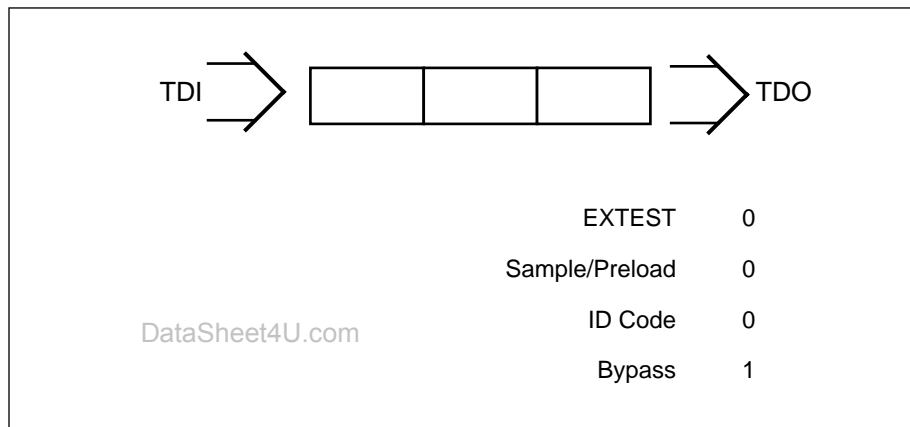 TDI TDO
EXTEST 0
Sample/Preload 0
ID Code 0
DataSheet4U.com
Bypass 1